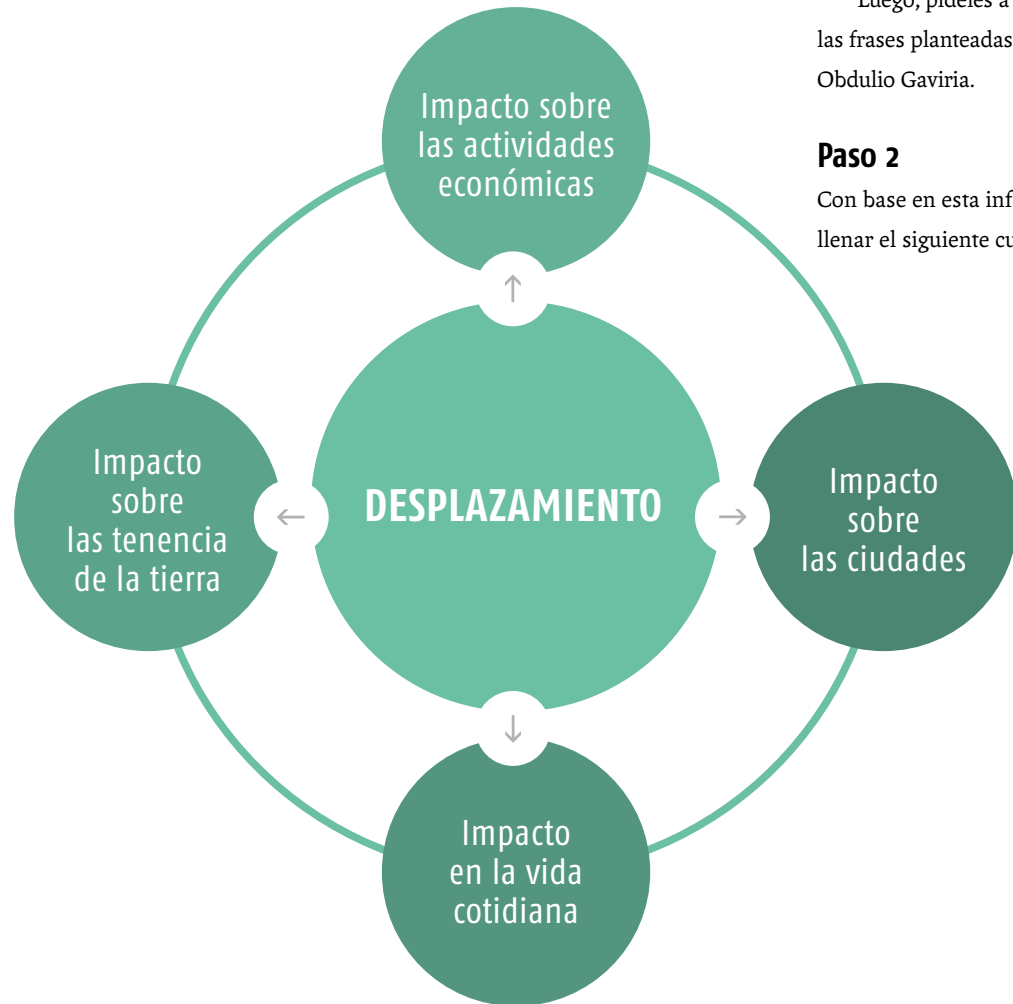 Luego, pídeles a
las frases planteadas
Obdulio Gaviria.
Paso 2
Con base en esta inf
llenar el siguiente cu
Impacto sobre
las actividades
económicas
↑
Impacto
sobre
las tenencia
de la tierra
←
DESPLAZAMIENTO
→
Impacto
sobre
las ciudades
↓
Impacto
en la vida
cotidiana